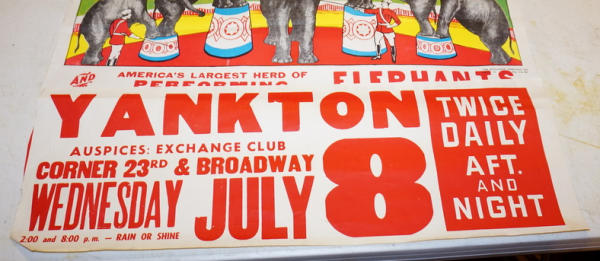 AND
AMERICA'S LARGEST HERD OF
PERFORMING
ELEPHANTS
YANKTON
AUSPICES: EXCHANGE CLUB
CORNER 23RD & BROADWAY
WEDNESDAY JULY 8
2:00 and 8:00 p.m. — RAIN OR SHINE
TWICE
DAILY
AFT.
AND
NIGHT